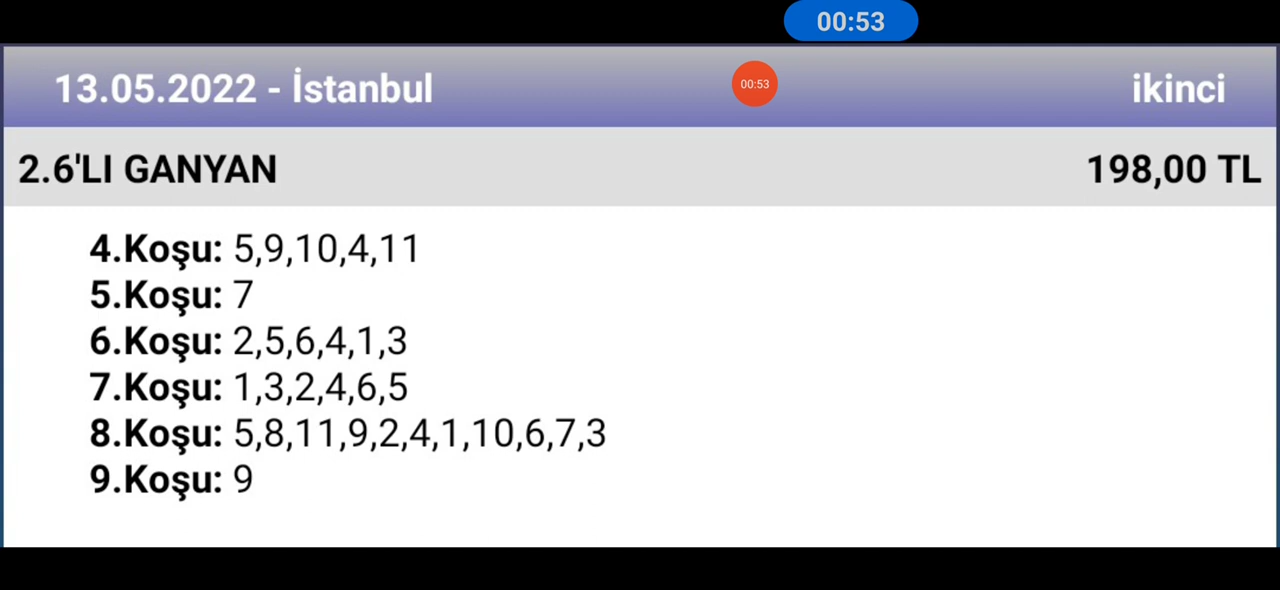 00:53
13.05.2022 - İstanbul 00:53 ikinci
2.6'LI GANYAN 198,00 TL
4.Koşu: 5,9,10,4,11
5.Koşu: 7
6.Koşu: 2,5,6,4,1,3
7.Koşu: 1,3,2,4,6,5
8.Koşu: 5,8,11,9,2,4,1,10,6,7,3
9.Koşu: 9